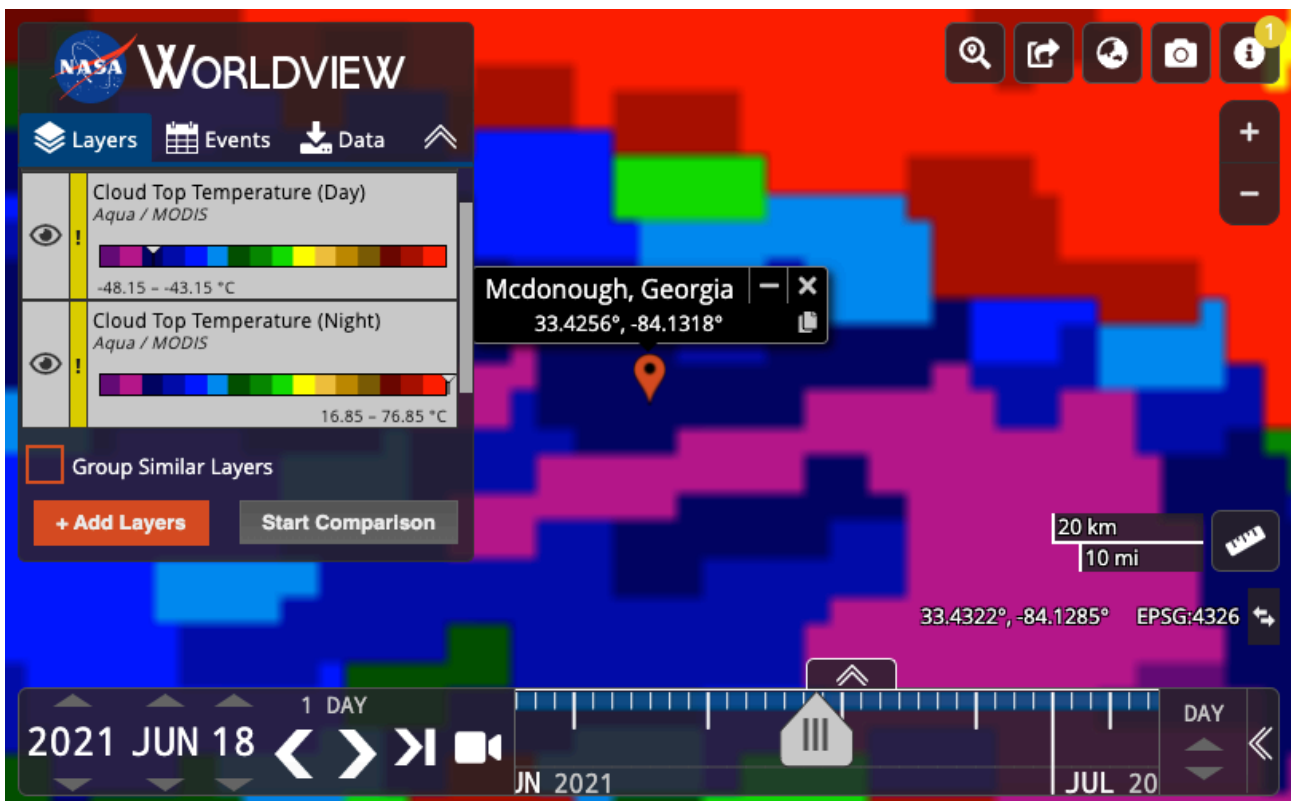 NASA WORLDVIEW
1
Layers Events Data
Cloud Top Temperature (Day)
Aqua / MODIS
!
-48.15 – -43.15 °C
Cloud Top Temperature (Night)
Aqua / MODIS
!
16.85 – 76.85 °C
Group Similar Layers
+ Add Layers Start Comparison
Mcdonough, Georgia
33.4256°, -84.1318°
+
−
20 km
10 mi
33.4322°, -84.1285° EPSG:4326
1 DAY
2021 JUN 18
DAY
JN 2021 JUL 20